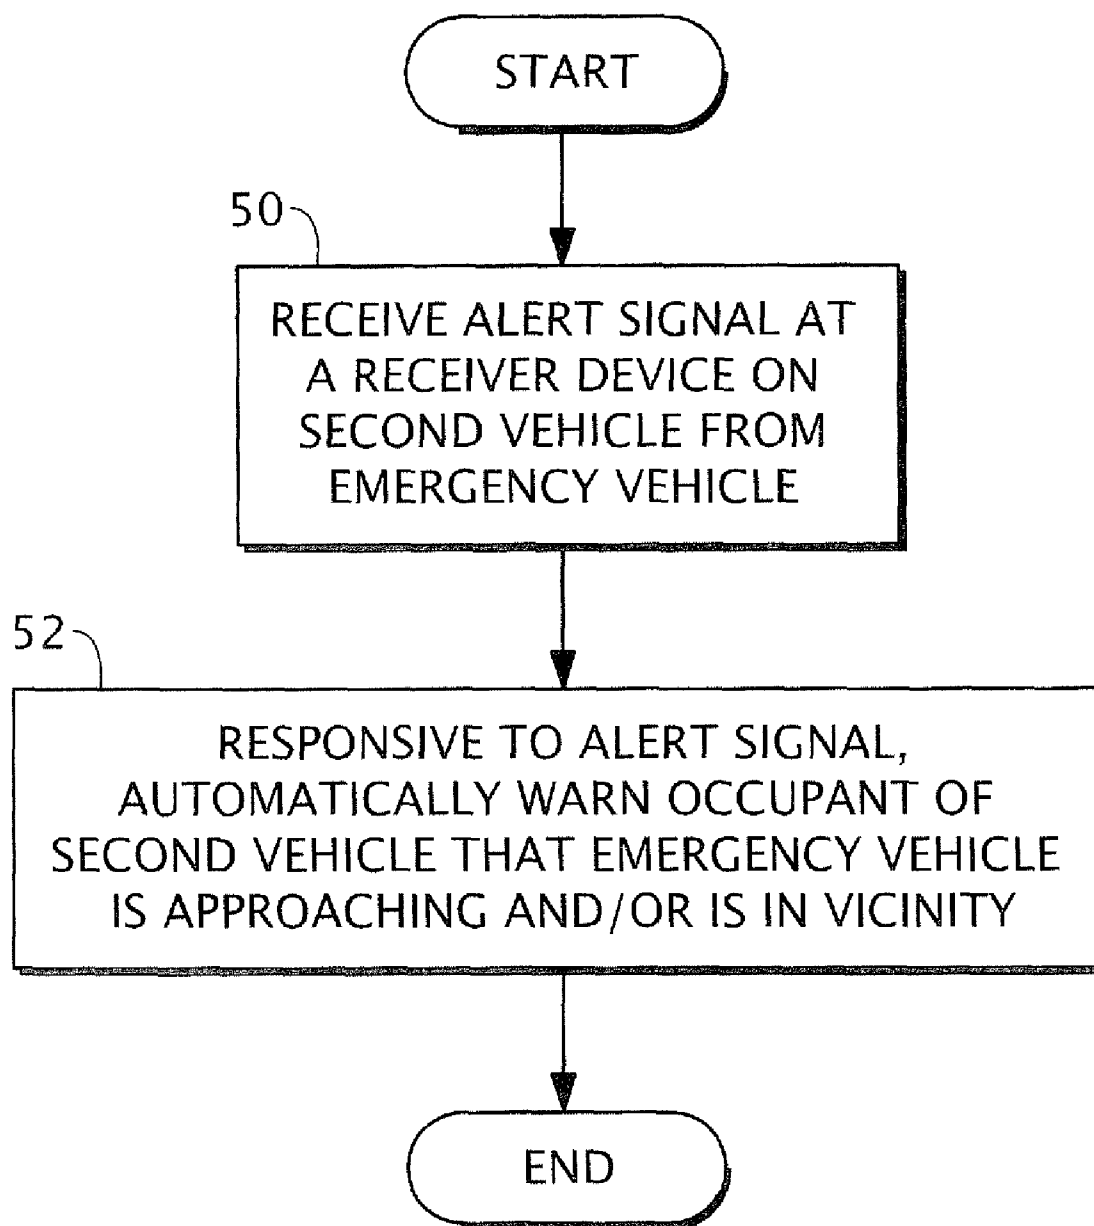 START
50
RECEIVE ALERT SIGNAL AT
A RECEIVER DEVICE ON
SECOND VEHICLE FROM
EMERGENCY VEHICLE
52
RESPONSIVE TO ALERT SIGNAL,
AUTOMATICALLY WARN OCCUPANT OF
SECOND VEHICLE THAT EMERGENCY VEHICLE
IS APPROACHING AND/OR IS IN VICINITY
END